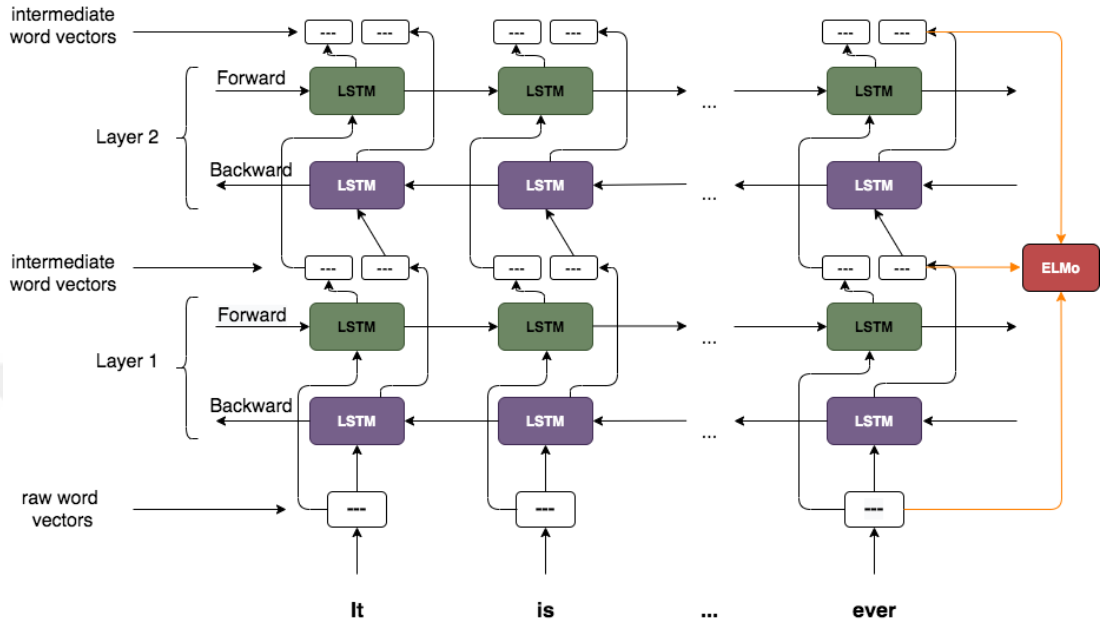 intermediate
word vectors
--- --- --- --- --- ---
Forward
LSTM LSTM LSTM
...
Layer 2
Backward
LSTM LSTM LSTM
...
intermediate
word vectors
--- --- --- --- --- ---
ELMo
Forward
LSTM LSTM LSTM
...
Layer 1
Backward
LSTM LSTM LSTM
...
raw word
vectors
--- --- ---
It is ... ever